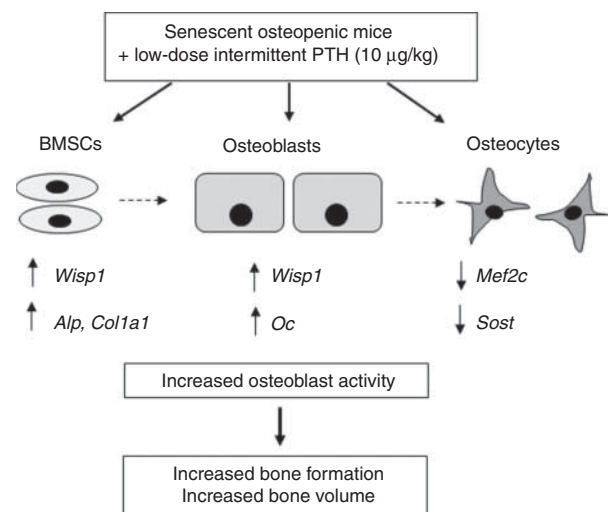 Senescent osteopenic mice
+ low-dose intermittent PTH (10 μg/kg)
BMSCs
Osteoblasts
Osteocytes
Wisp1
Wisp1
Mef2c
Alp, Col1a1
Oc
Sost
Increased osteoblast activity
Increased bone formation
Increased bone volume